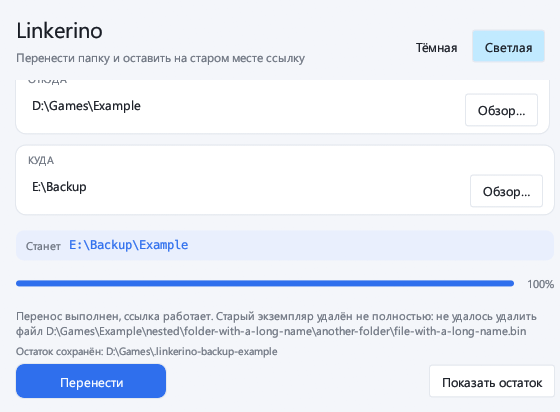 Linkerino
Перенести папку и оставить на старом месте ссылку
Тёмная
Светлая
ОТКУДА
D:\Games\Example
Обзор...
КУДА
E:\Backup
Обзор...
Станет E:\Backup\Example
100%
Перенос выполнен, ссылка работает. Старый экземпляр удалён не полностью: не удалось удалить
файл D:\Games\Example\nested\folder-with-a-long-name\another-folder\file-with-a-long-name.bin
Остаток сохранён: D:\Games\.linkerino-backup-example
Перенести
Показать остаток